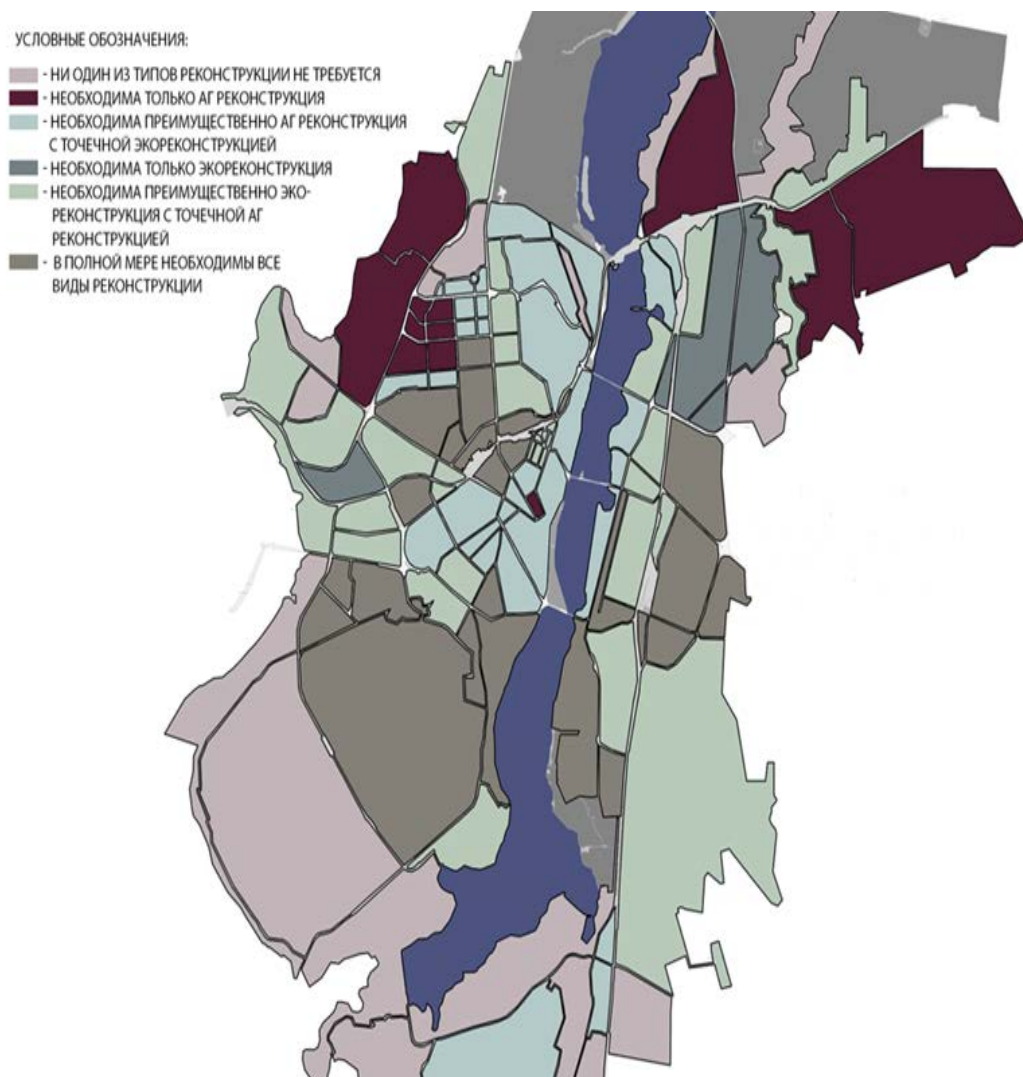 УСЛОВНЫЕ ОБОЗНАЧЕНИЯ:
- НИ ОДИН ИЗ ТИПОВ РЕКОНСТРУКЦИИ НЕ ТРЕБУЕТСЯ
- НЕОБХОДИМА ТОЛЬКО АГ РЕКОНСТРУКЦИЯ
- НЕОБХОДИМА ПРЕИМУЩЕСТВЕННО АГ РЕКОНСТРУКЦИЯ
С ТОЧЕЧНОЙ ЭКОРЕКОНСТРУКЦИЕЙ
- НЕОБХОДИМА ТОЛЬКО ЭКОРЕКОНСТРУКЦИЯ
- НЕОБХОДИМА ПРЕИМУЩЕСТВЕННО ЭКО-
РЕКОНСТРУКЦИЯ С ТОЧЕЧНОЙ АГ
РЕКОНСТРУКЦИЕЙ
- В ПОЛНОЙ МЕРЕ НЕОБХОДИМЫ ВСЕ
ВИДЫ РЕКОНСТРУКЦИИ